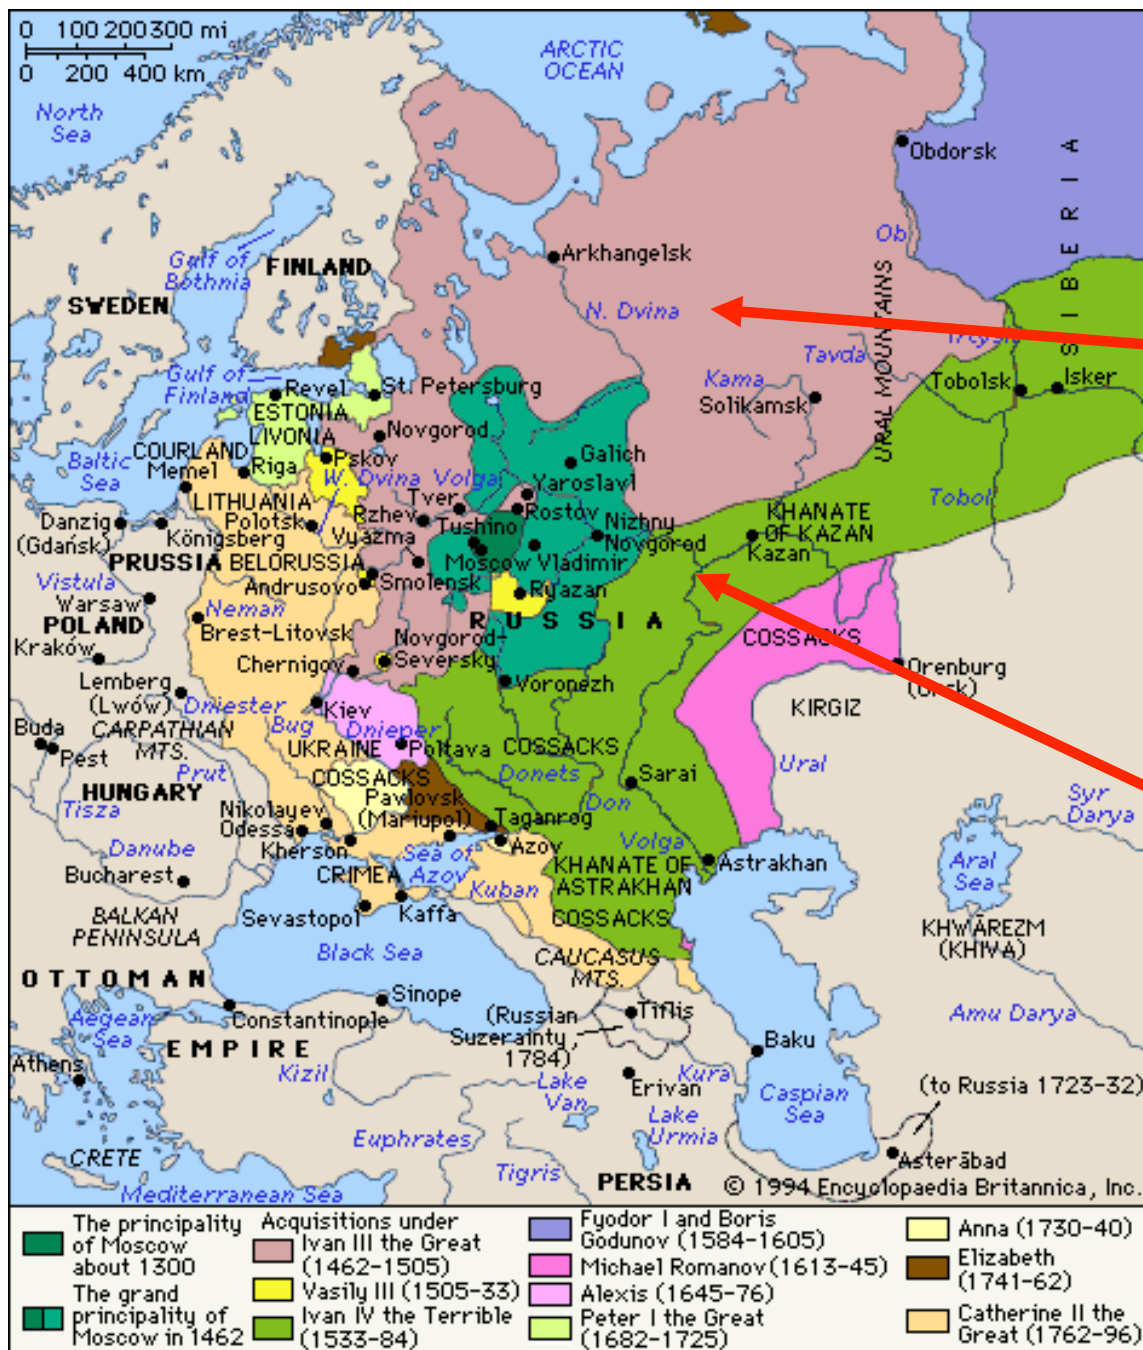 0 100 200 300 mi
0 200 400 km
ARCTIC
OCEAN
North
Sea
Obdorsk
SIBERIA
Ob
Gulf of
Bothnia
FINLAND
Arkhangelsk
SWEDEN
N. Dvina
URAL MOUNTAINS
Irtysh
Tavda
Gulf of
Finland
Revel
St. Petersburg
Kama
Solikamsk
Tobolsk
Isker
ESTONIA
LIVONIA
Novgorod
COURLAND
Baltic
Sea
Memel
Riga
Pskov
Galich
W. Dvina
Volga
Yaroslavl
Tobol
LITHUANIA
Tver
Rostov
Danzig
(Gdańsk)
Königsberg
Polotsk
Rzhev
Tushino
Nizhny
Novgorod
KHANATE
OF KAZAN
Kazan
Vyazma
PRUSSIA
BELORUSSIA
Moscow
Vladimir
Vistula
Andrusovo
Smolensk
Ryazan
Warsaw
Neman
RUSSIA
POLAND
Brest-Litovsk
Novgorod-
Seversky
COSSACKS
Kraków
Chernigov
Orenburg
(Orsk)
Lemberg
(Lwów)
Dniester
Voronezh
KIRGIZ
Buda
Pest
CARPATHIAN
MTS.
Bug
Kiev
Dnieper
UKRAINE
Poltava
COSSACKS
Donets
Ural
Prut
COSSACKS
Sarai
HUNGARY
Pavlovsk
(Mariupol)
Don
Syr
Darya
Tisza
Nikolayev
Odessa
Taganrog
Volga
Danube
Kherson
Sea of
Azov
Azov
Astrakhan
Aral
Sea
Bucharest
CRIMEA
Kuban
KHANATE OF
ASTRAKHAN
Sevastopol
Kaffa
COSSACKS
BALKAN
PENINSULA
Black Sea
CAUCASUS
MTS.
KHWĀREZM
(KHIVA)
OTTOMAN
EMPIRE
Sinope
Tiflis
(Russian
Suzerainty,
1784)
Amu Darya
Aegean
Sea
Constantinople
Baku
Athens
Kizil
Lake
Van
Erivan
Kura
Caspian
Sea
(to Russia 1723-32)
Euphrates
Lake
Urmia
CRETE
Tigris
Asterābad
Mediterranean Sea
PERSIA
© 1994 Encyclopaedia Britannica, Inc.
The principality
of Moscow
about 1300
The grand
principality of
Moscow in 1462
Acquisitions under
Ivan III the Great
(1462-1505)
Vasily III (1505-33)
Ivan IV the Terrible
(1533-84)
Fyodor I and Boris
Godunov (1584-1605)
Michael Romanov (1613-45)
Alexis (1645-76)
Peter I the Great
(1682-1725)
Anna (1730-40)
Elizabeth
(1741-62)
Catherine II the
Great (1762-96)